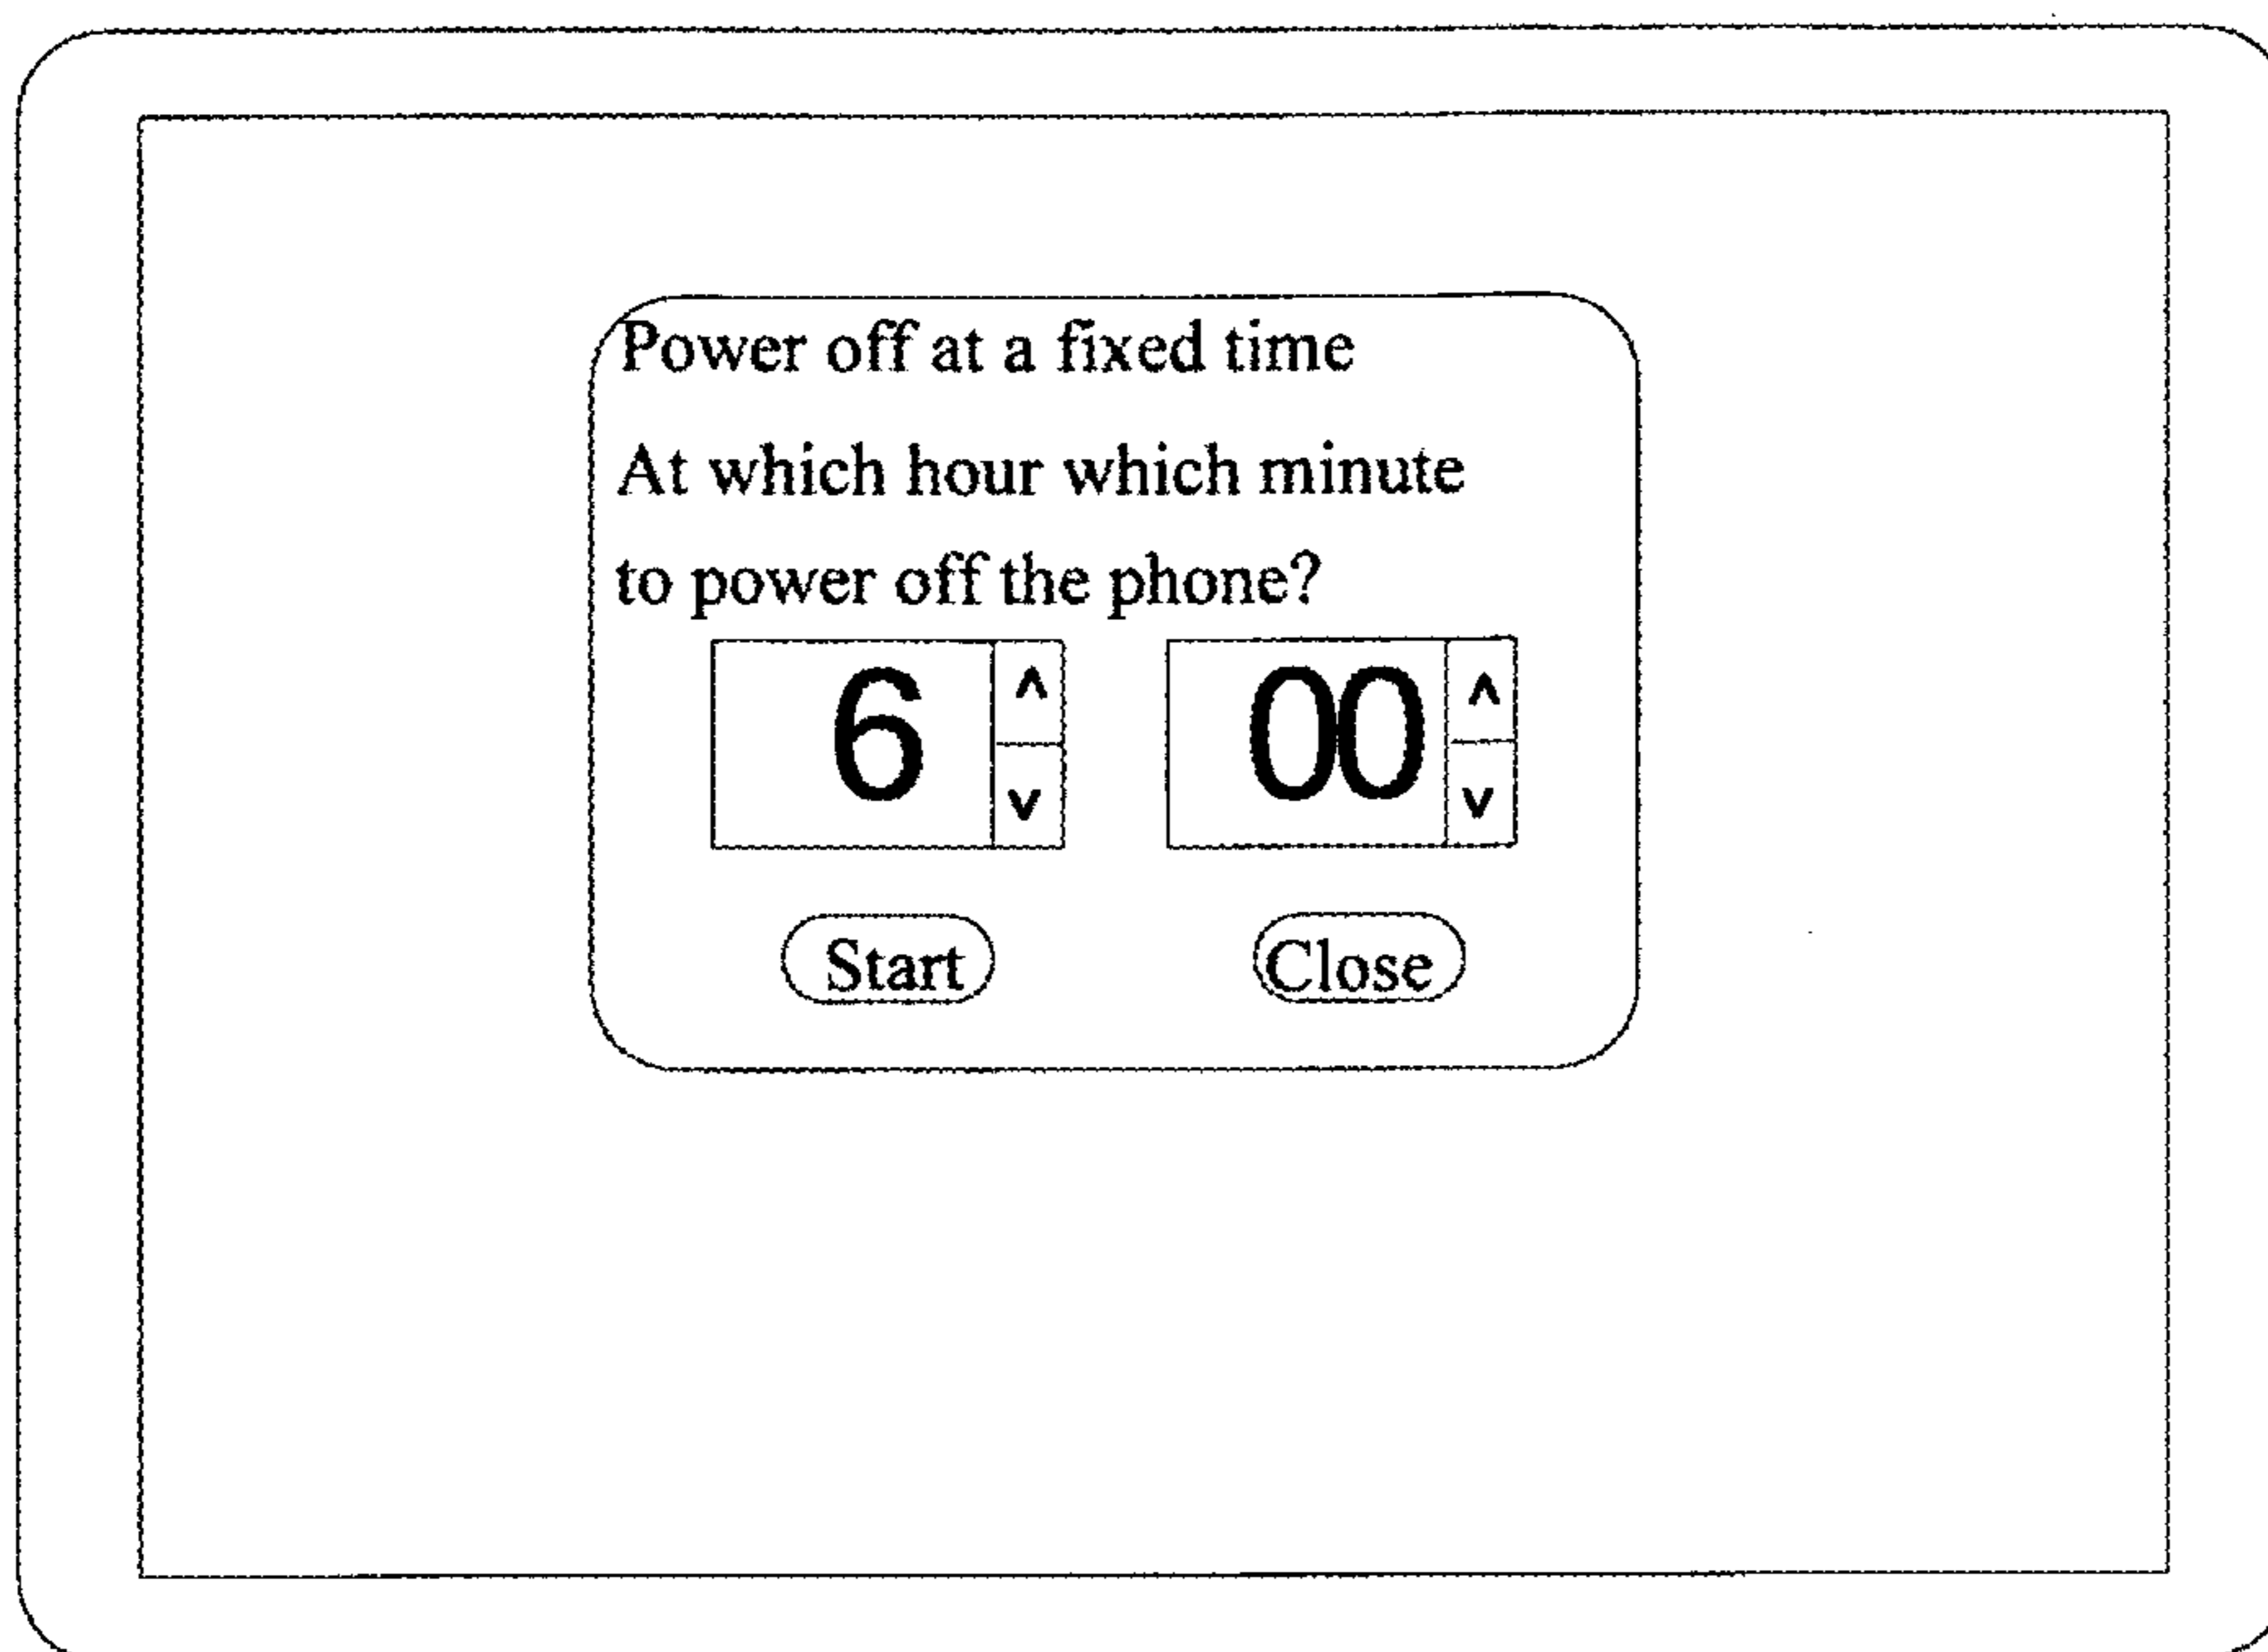 Power off at a fixed time
At which hour which minute
to power off the phone?
6 ^ v 00 ^ v
Start Close